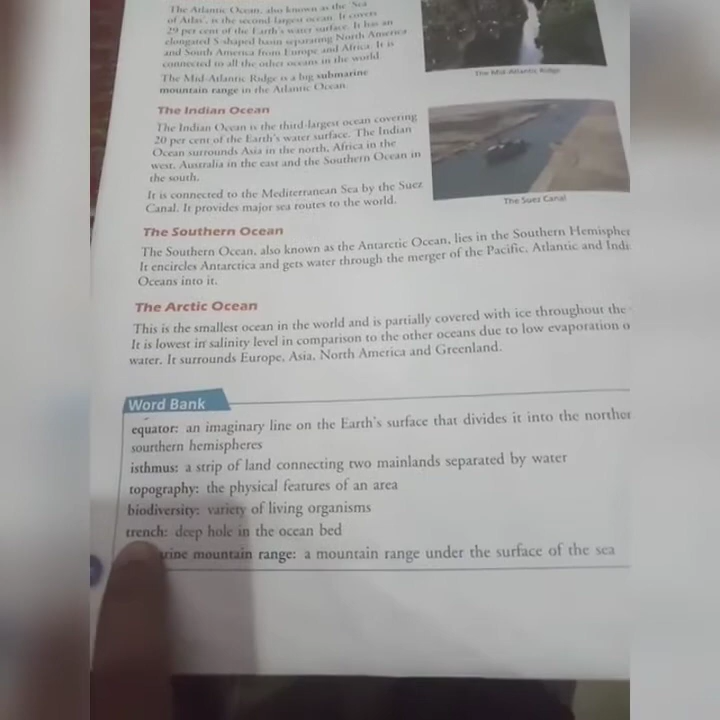 The Atlantic Ocean, also known as the 'Sea
of Atlas', is the second largest ocean. It covers
29 per cent of the Earth's water surface. It has an
elongated S-shaped basin separating North America
and South America from Europe and Africa. It is
connected to all the other oceans in the world.
The Mid-Atlantic Ridge is a big submarine
mountain range in the Atlantic Ocean.
The Mid-Atlantic Ridge
The Indian Ocean
The Indian Ocean is the third-largest ocean covering
20 per cent of the Earth's water surface. The Indian
Ocean surrounds Asia in the north, Africa in the
west, Australia in the east and the Southern Ocean in
the south.
It is connected to the Mediterranean Sea by the Suez
Canal. It provides major sea routes to the world.
The Suez Canal
The Southern Ocean
The Southern Ocean, also known as the Antarctic Ocean, lies in the Southern Hemispher
It encircles Antarctica and gets water through the merger of the Pacific, Atlantic and Indi
Oceans into it.
The Arctic Ocean
This is the smallest ocean in the world and is partially covered with ice throughout the
It is lowest in salinity level in comparison to the other oceans due to low evaporation o
water. It surrounds Europe, Asia, North America and Greenland.
Word Bank
equator: an imaginary line on the Earth's surface that divides it into the norther
sourthern hemispheres
isthmus: a strip of land connecting two mainlands separated by water
topography: the physical features of an area
biodiversity: variety of living organisms
trench: deep hole in the ocean bed
rine mountain range: a mountain range under the surface of the sea